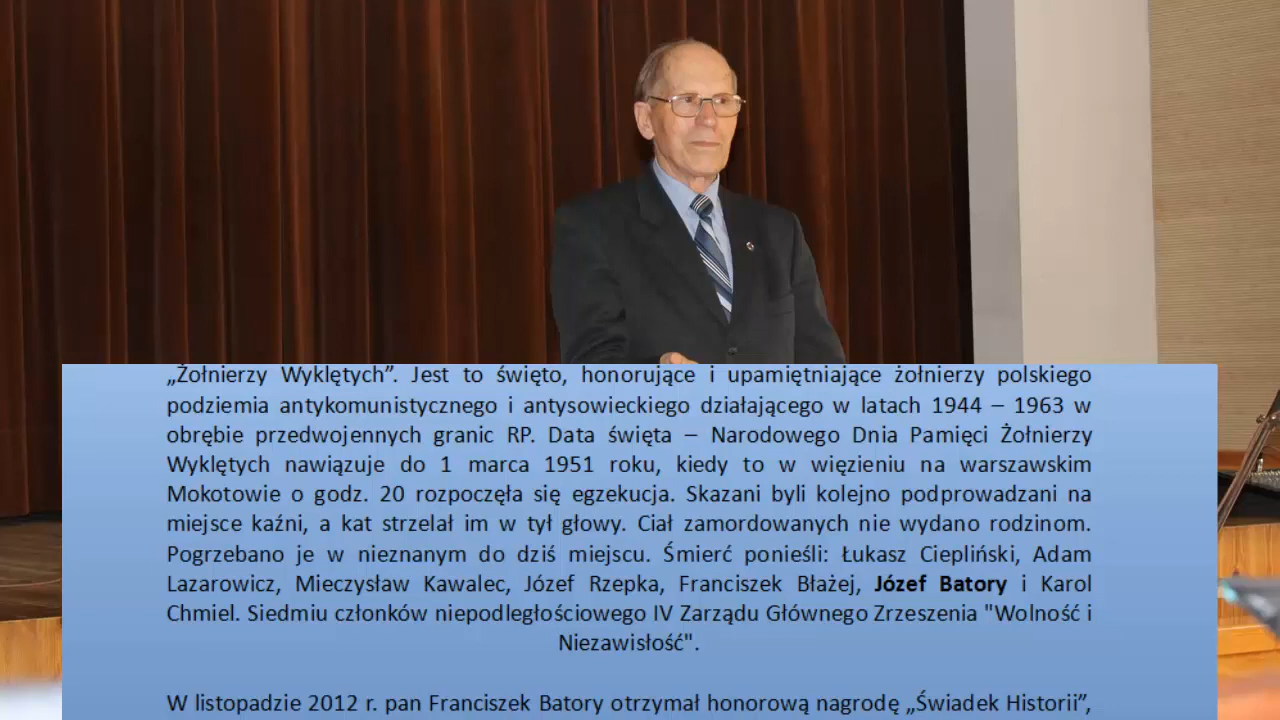 „Żołnierzy Wyklętych”. Jest to święto, honorujące i upamiętniające żołnierzy polskiego
podziemia antykomunistycznego i antysowieckiego działającego w latach 1944 – 1963 w
obrębie przedwojennych granic RP. Data święta – Narodowego Dnia Pamięci Żołnierzy
Wyklętych nawiązuje do 1 marca 1951 roku, kiedy to w więzieniu na warszawskim
Mokotowie o godz. 20 rozpoczęła się egzekucja. Skazani byli kolejno podprowadzani na
miejsce kaźni, a kat strzelał im w tył głowy. Ciał zamordowanych nie wydano rodzinom.
Pogrzebano je w nieznanym do dziś miejscu. Śmierć ponieśli: Łukasz Ciepliński, Adam
Lazarowicz, Mieczysław Kawalec, Józef Rzepka, Franciszek Błażej, Józef Batory i Karol
Chmiel. Siedmiu członków niepodległościowego IV Zarządu Głównego Zrzeszenia "Wolność i
Niezawisłość".
W listopadzie 2012 r. pan Franciszek Batory otrzymał honorową nagrodę „Świadek Historii”,